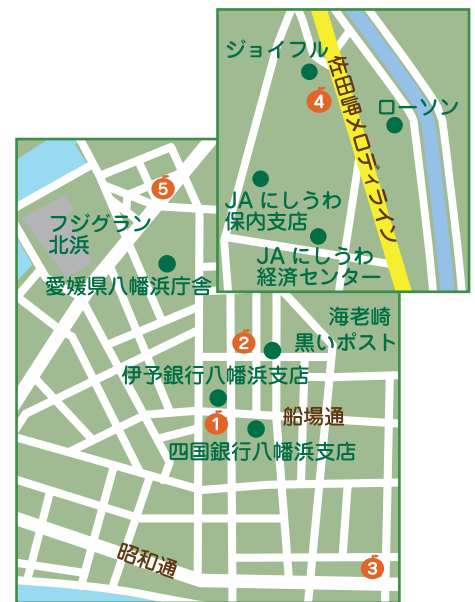 ジョイフル
4
佐田岬メロディライン
ローソン
JAにしうわ
保内支店
JAにしうわ
経済センター
5
フジグラン
北浜
愛媛県八幡浜庁舎
海老崎
黒いポスト
2
伊予銀行八幡浜支店
1
船場通
四国銀行八幡浜支店
昭和通
3